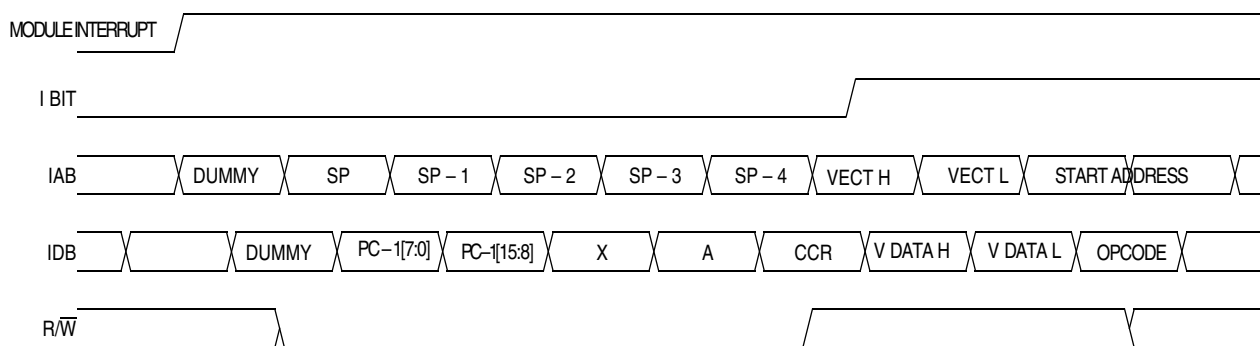 MODULE INTERRUPT
I BIT
IAB DUMMY SP SP – 1 SP – 2 SP – 3 SP – 4 VECT H VECT L START ADDRESS
IDB DUMMY PC–1[7:0] PC–1[15:8] X A CCR V DATA H V DATA L OPCODE
R/W̅